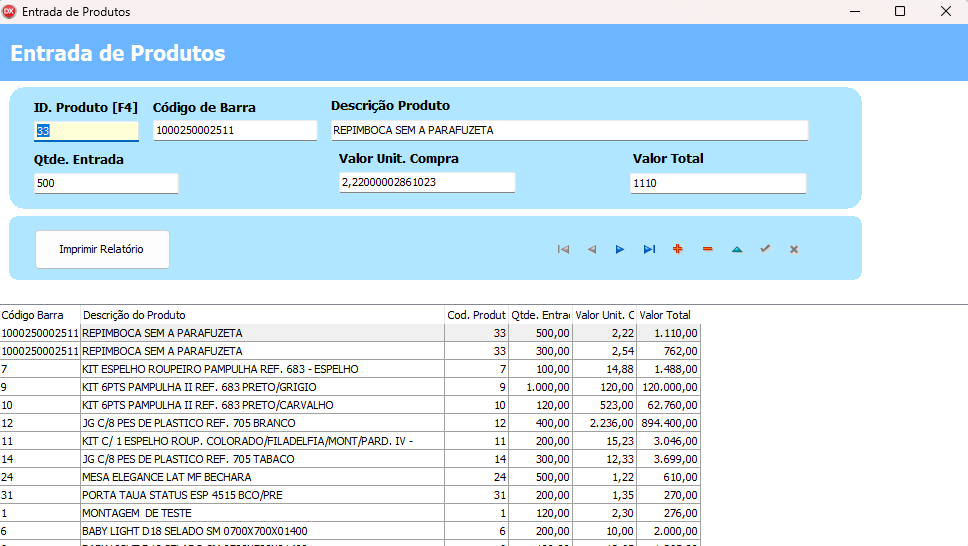 DX Entrada de Produtos
Entrada de Produtos
ID. Produto [F4] Código de Barra Descrição Produto
33 1000250002511 REPIMBOCA SEM A PARAFUZETA
Qtde. Entrada Valor Unit. Compra Valor Total
500 2,22000002861023 1110
Imprimir Relatório
Código Barra Descrição do Produto Cod. Produt Qtde. Entrad Valor Unit. C Valor Total
1000250002511 REPIMBOCA SEM A PARAFUZETA 33 500,00 2,22 1.110,00
1000250002511 REPIMBOCA SEM A PARAFUZETA 33 300,00 2,54 762,00
7 KIT ESPELHO ROUPEIRO PAMPULHA REF. 683 - ESPELHO 7 100,00 14,88 1.488,00
9 KIT 6PTS PAMPULHA II REF. 683 PRETO/GRIGIO 9 1.000,00 120,00 120.000,00
10 KIT 6PTS PAMPULHA II REF. 683 PRETO/CARVALHO 10 120,00 523,00 62.760,00
12 JG C/8 PES DE PLASTICO REF. 705 BRANCO 12 400,00 2.236,00 894.400,00
11 KIT C/ 1 ESPELHO ROUP. COLORADO/FILADELFIA/MONT/PARD. IV - 11 200,00 15,23 3.046,00
14 JG C/8 PES DE PLASTICO REF. 705 TABACO 14 300,00 12,33 3.699,00
24 MESA ELEGANCE LAT MF BECHARA 24 500,00 1,22 610,00
31 PORTA TAUA STATUS ESP 4515 BCO/PRE 31 200,00 1,35 270,00
1 MONTAGEM DE TESTE 1 120,00 2,30 276,00
6 BABY LIGHT D18 SELADO SM 0700X700X01400 6 200,00 10,00 2.000,00